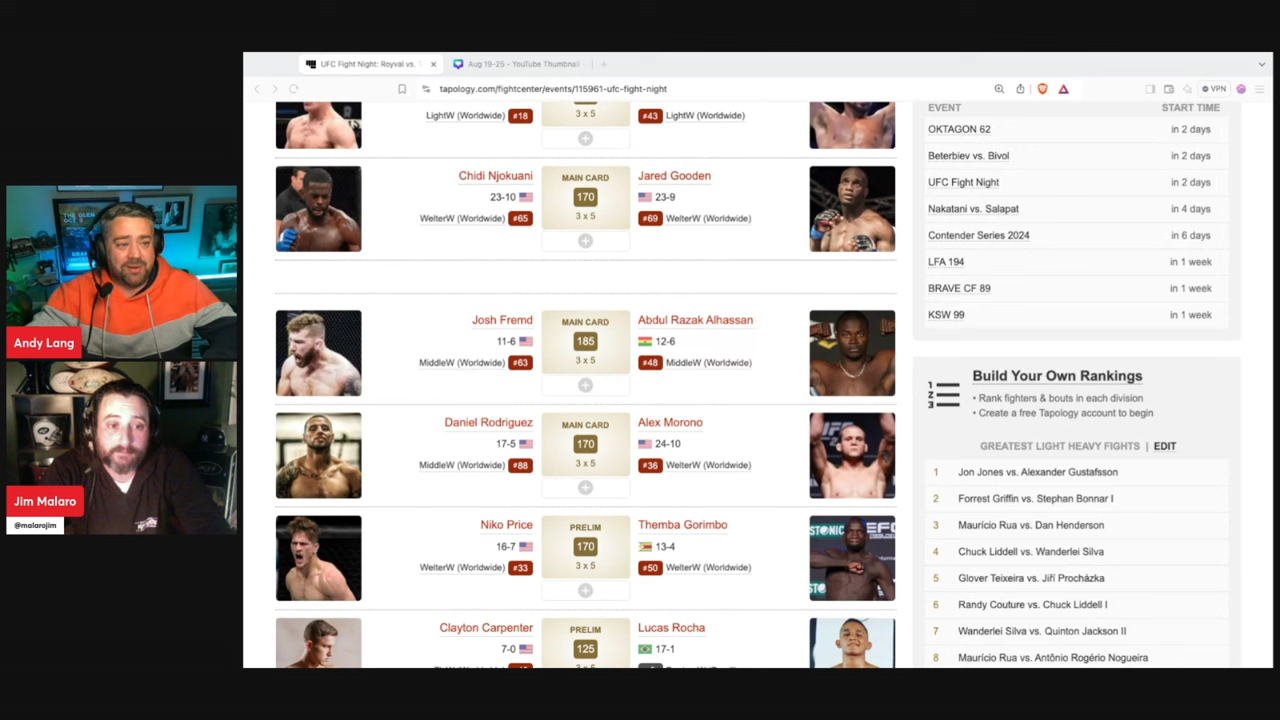 UFC Fight Night: Royval vs.
Aug 19-25 - YouTube Thumbnail
tapology.com/fightcenter/events/115961-ufc-fight-night
VPN
LightW (Worldwide) #18
3 x 5
#43 LightW (Worldwide)
Chidi Njokuani
23-10
WelterW (Worldwide) #65
MAIN CARD
170
3 x 5
Jared Gooden
23-9
#69 WelterW (Worldwide)
Josh Fremd
11-6
MiddleW (Worldwide) #63
MAIN CARD
185
3 x 5
Abdul Razak Alhassan
12-6
#48 MiddleW (Worldwide)
Daniel Rodriguez
17-5
MiddleW (Worldwide) #88
MAIN CARD
170
3 x 5
Alex Morono
24-10
#36 WelterW (Worldwide)
Niko Price
16-7
WelterW (Worldwide) #33
PRELIM
170
3 x 5
Themba Gorimbo
13-4
#50 WelterW (Worldwide)
Clayton Carpenter
7-0
PRELIM
125
Lucas Rocha
17-1
EVENT START TIME
OKTAGON 62 in 2 days
Beterbiev vs. Bivol in 2 days
UFC Fight Night in 2 days
Nakatani vs. Salapat in 4 days
Contender Series 2024 in 6 days
LFA 194 in 1 week
BRAVE CF 89 in 1 week
KSW 99 in 1 week
1
2
3
Build Your Own Rankings
• Rank fighters & bouts in each division
• Create a free Tapology account to begin
GREATEST LIGHT HEAVY FIGHTS | EDIT
1 Jon Jones vs. Alexander Gustafsson
2 Forrest Griffin vs. Stephan Bonnar I
3 Maurício Rua vs. Dan Henderson
4 Chuck Liddell vs. Wanderlei Silva
5 Glover Teixeira vs. Jiří Procházka
6 Randy Couture vs. Chuck Liddell I
7 Wanderlei Silva vs. Quinton Jackson II
8 Maurício Rua vs. Antônio Rogério Nogueira
Andy Lang
Jim Malaro
@malarojim